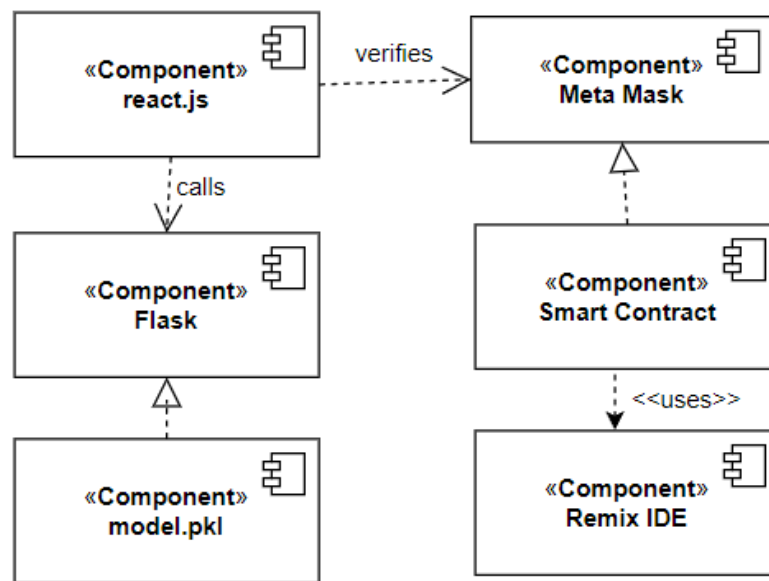 «Component»
react.js
verifies
«Component»
Meta Mask
calls
«Component»
Flask
«Component»
Smart Contract
<<uses>>
«Component»
model.pkl
«Component»
Remix IDE